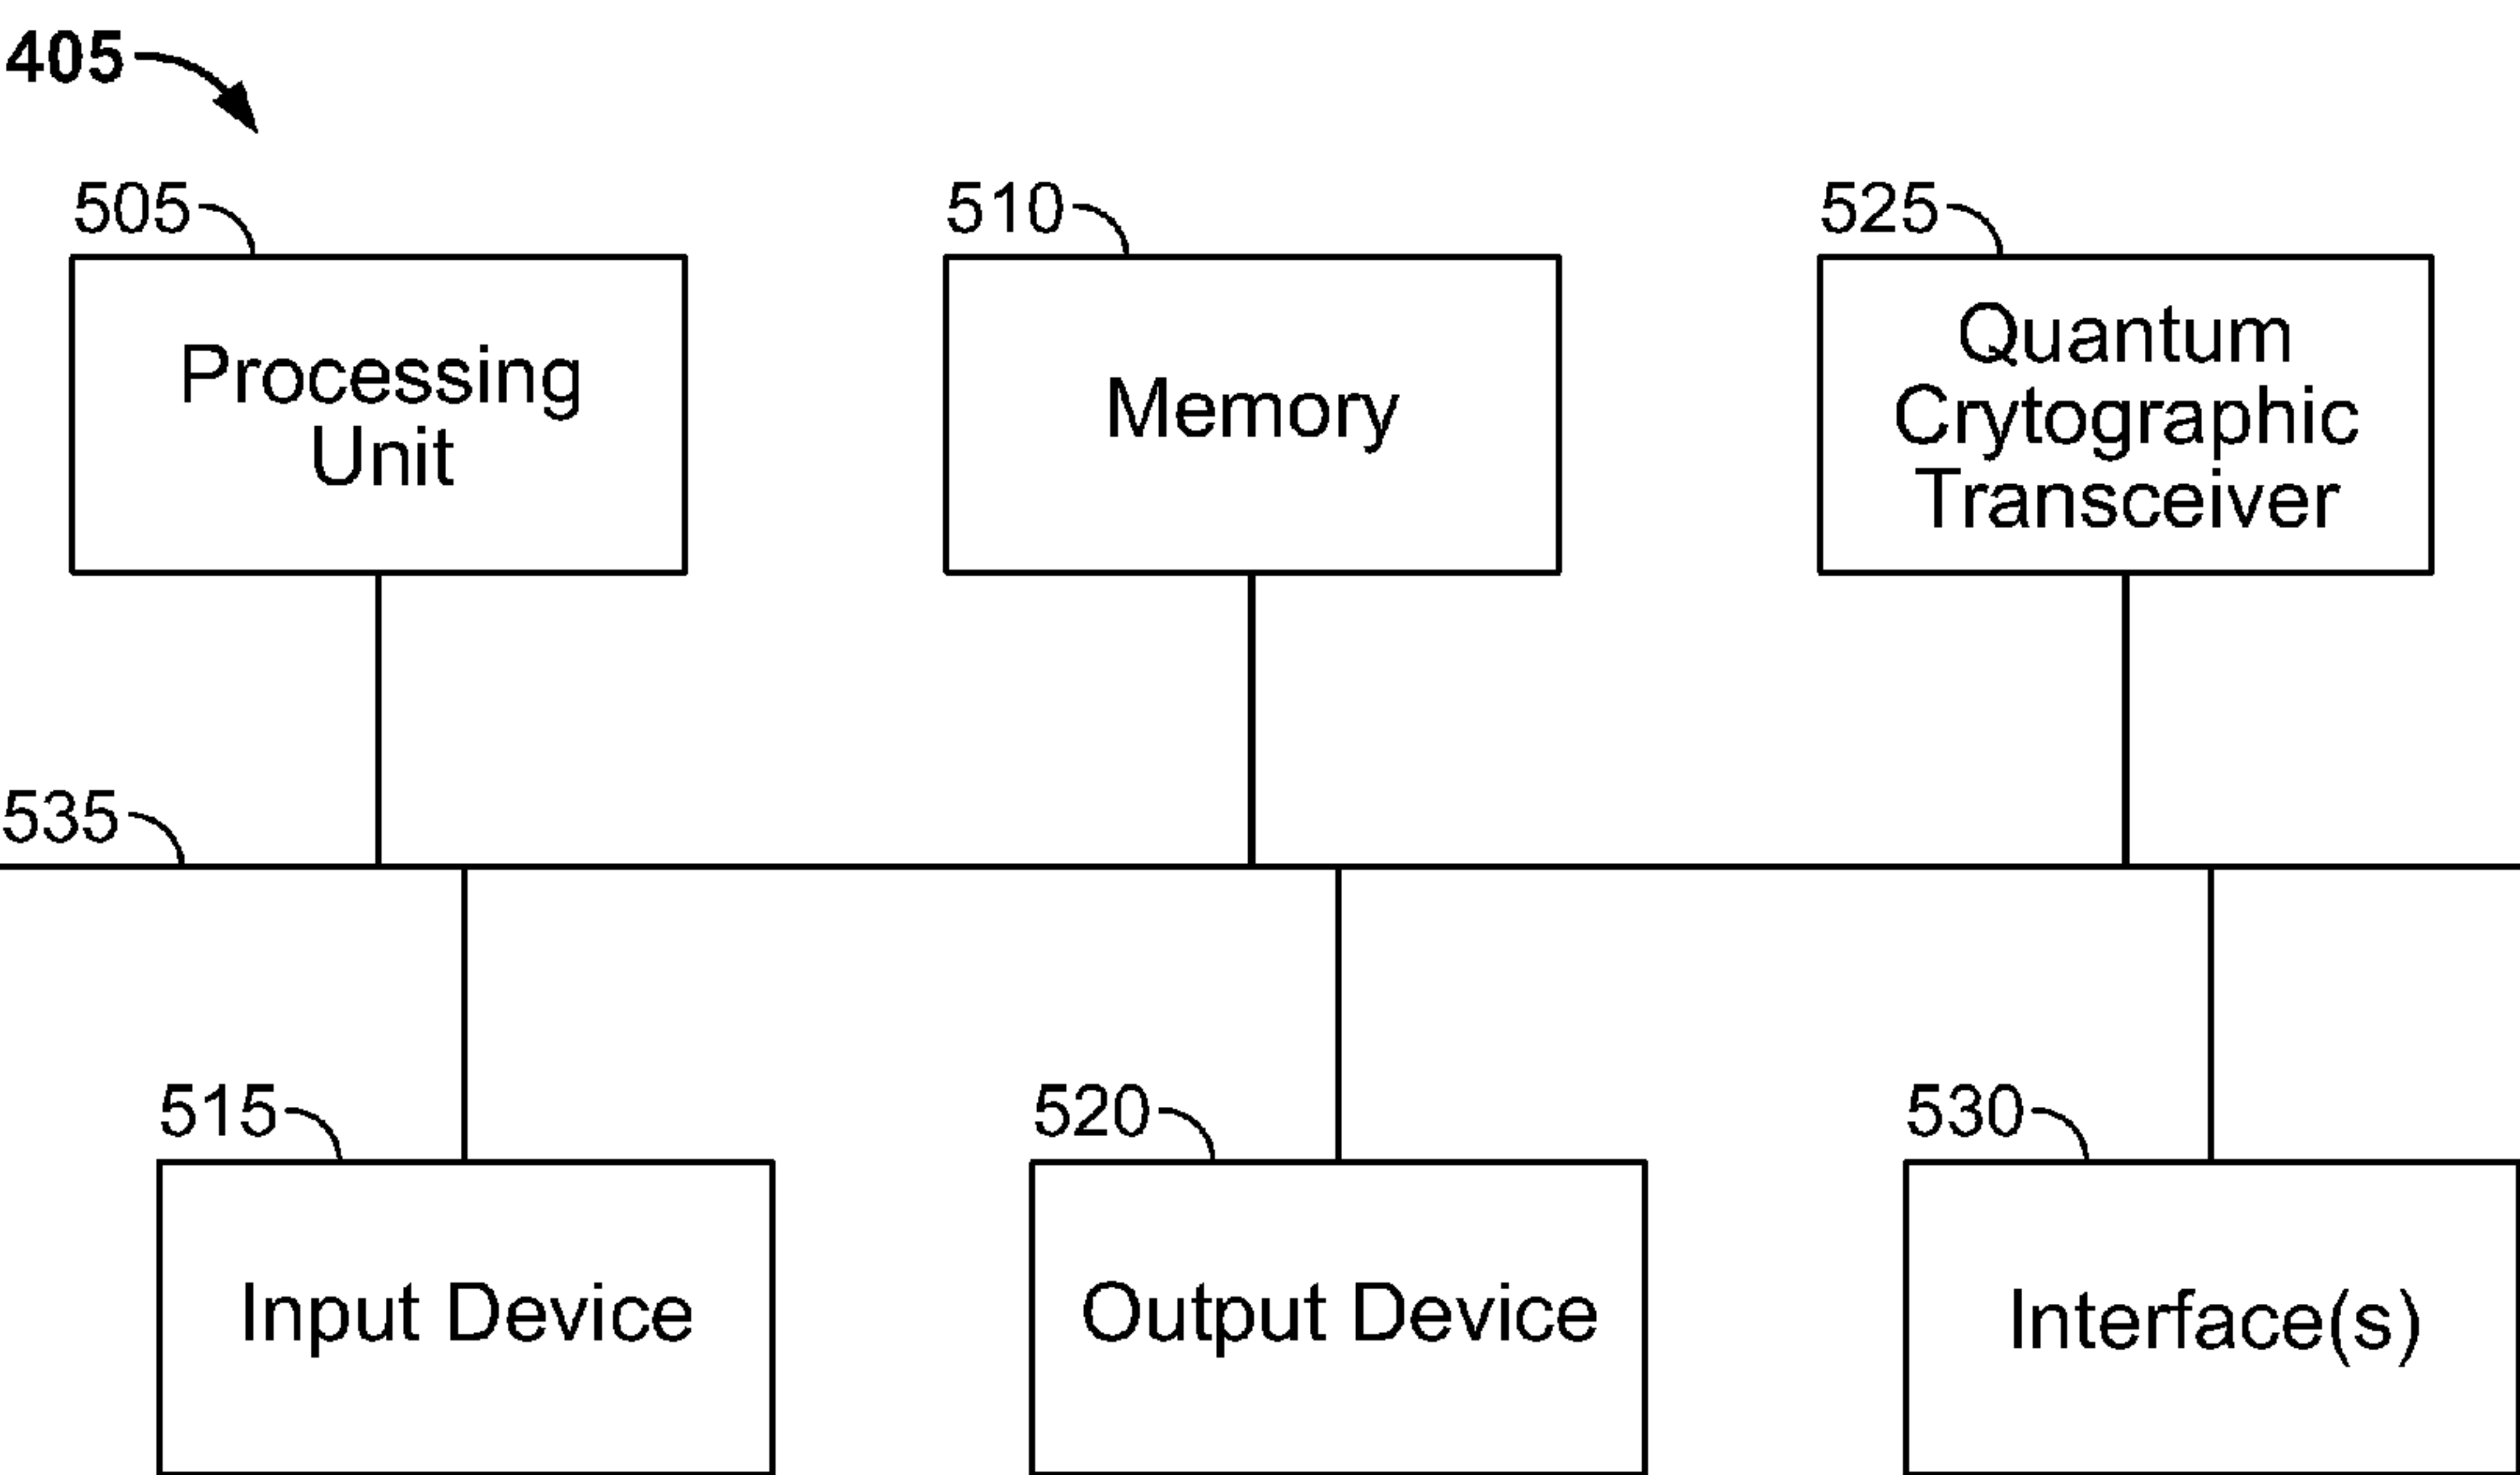 405
505
510
525
Processing
Unit
Memory
Quantum
Crytographic
Transceiver
535
515
520
530
Input Device
Output Device
Interface(s)